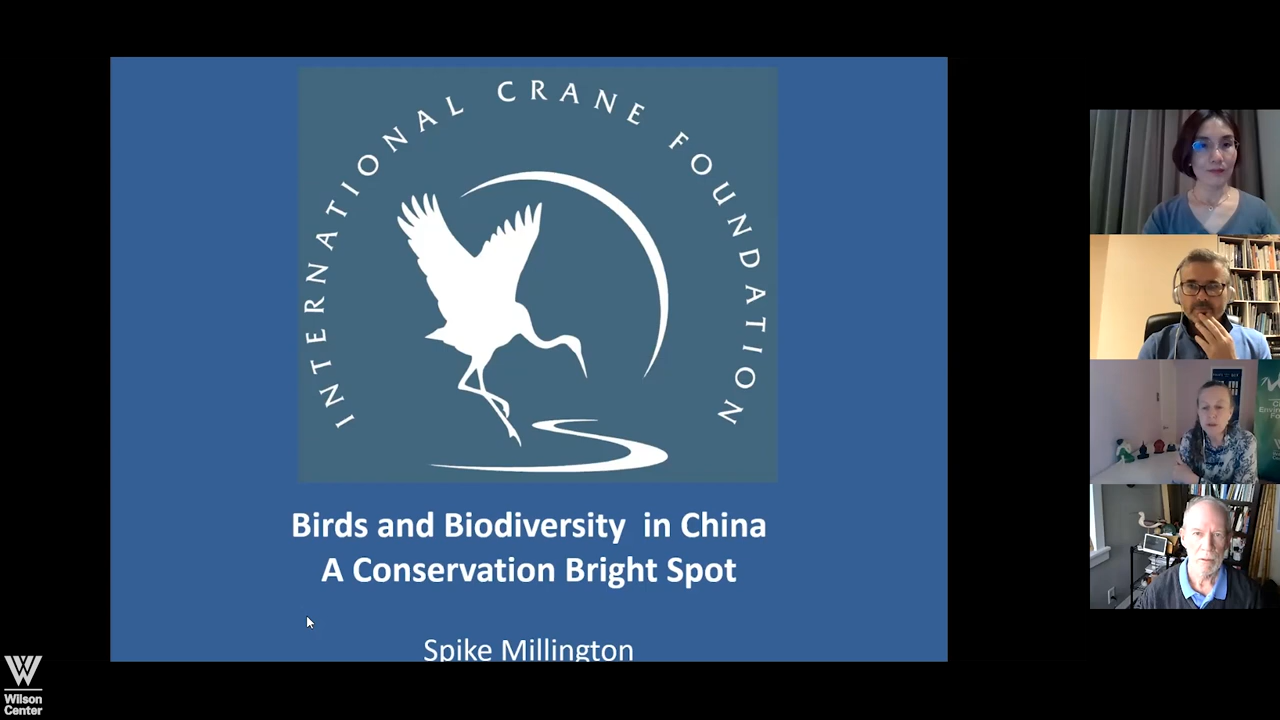 INTERNATIONAL CRANE FOUNDATION
Birds and Biodiversity in China
A Conservation Bright Spot
Spike Millington
Wilson
Center